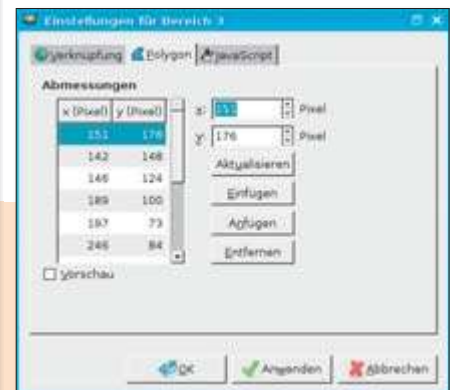 Einstellungen für Bereich 3
Verknüpfung Polygon JavaScript
Abmessungen
x (Pixel) y (Pixel)
151 176
142 148
146 124
189 100
197 73
246 84
x: 151 Pixel
y: 176 Pixel
Aktualisieren
Einfügen
Anfügen
Entfernen
Vorschau
OK Anwenden Abbrechen